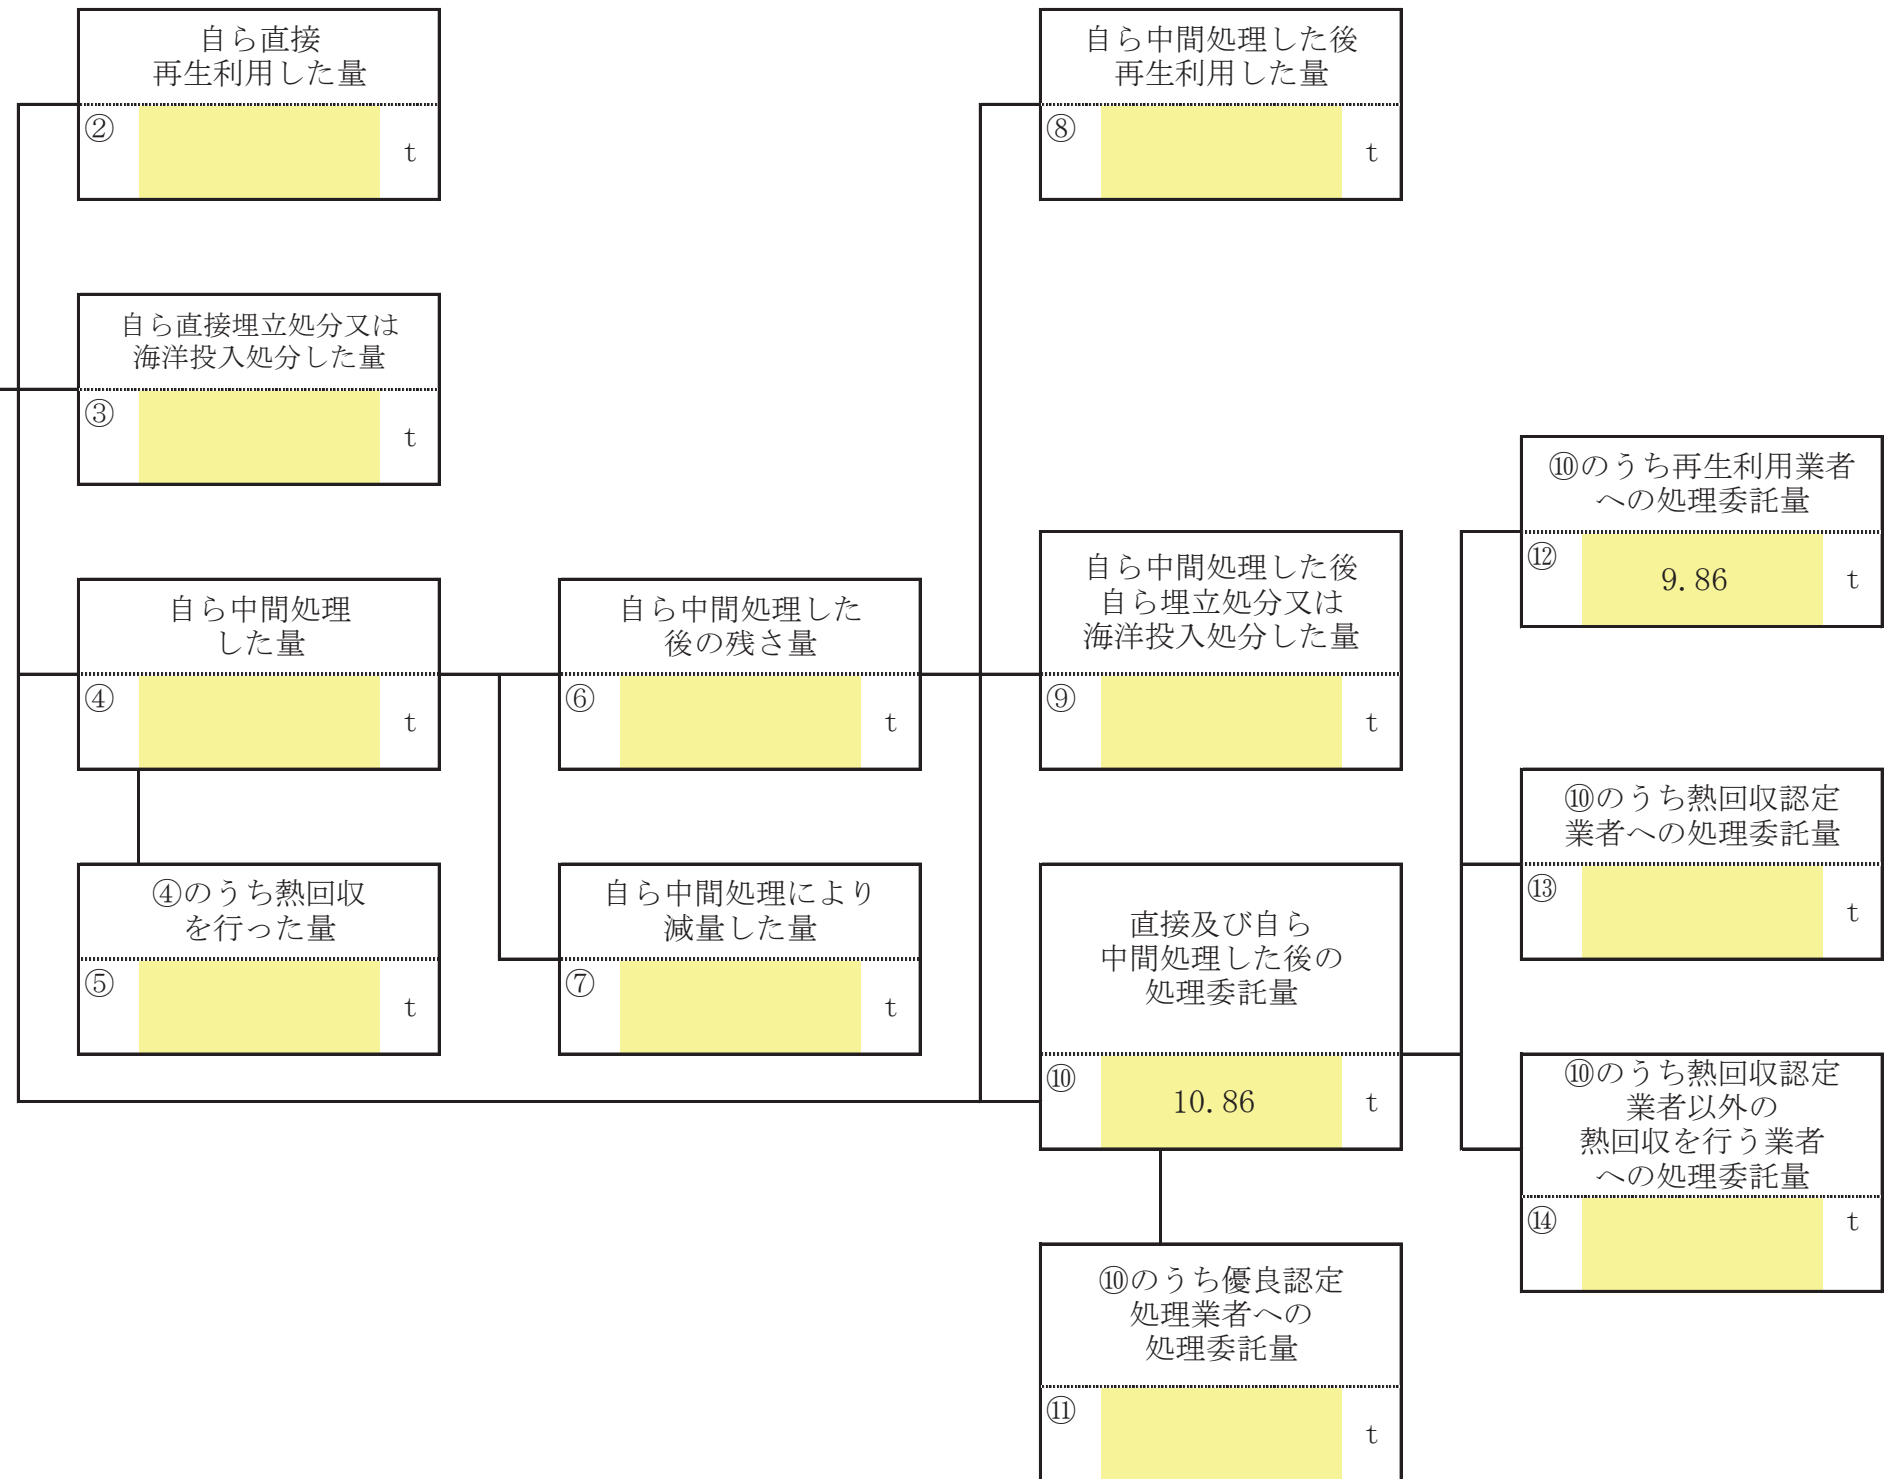 自ら直接
再生利用した量
②
t
自ら中間処理した後
再生利用した量
⑧
t
自ら直接埋立処分又は
海洋投入処分した量
③
t
⑩のうち再生利用業者
への処理委託量
⑫
9.86
t
自ら中間処理
した量
④
t
自ら中間処理した
後の残さ量
⑥
t
自ら中間処理した後
自ら埋立処分又は
海洋投入処分した量
⑨
t
⑩のうち熱回収認定
業者への処理委託量
⑬
t
④のうち熱回収
を行った量
⑤
t
自ら中間処理により
減量した量
⑦
t
直接及び自ら
中間処理した後の
処理委託量
⑩
10.86
t
⑩のうち熱回収認定
業者以外の
熱回収を行う業者
への処理委託量
⑭
t
⑩のうち優良認定
処理業者への
処理委託量
⑪
t